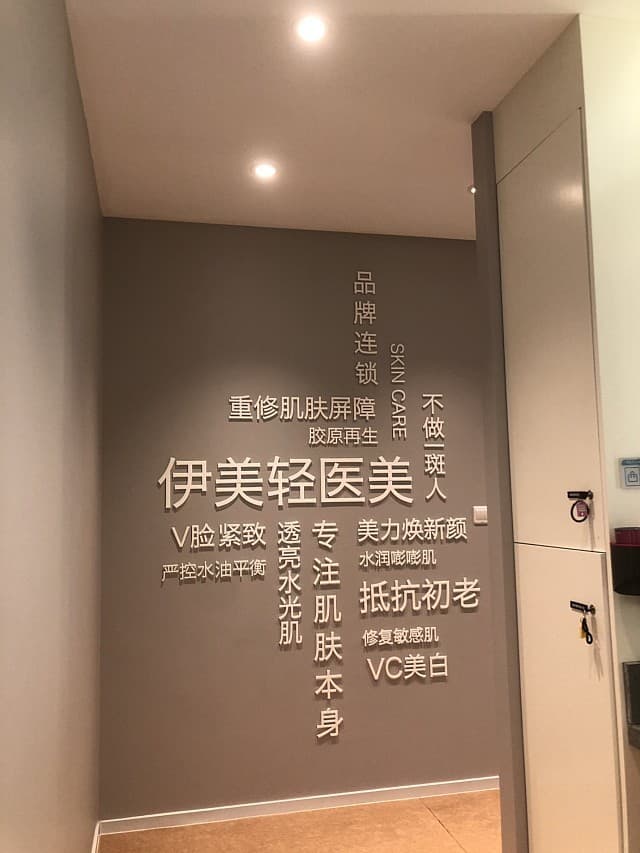 品牌连锁
SKIN CARE
重修肌肤屏障
胶原再生
不做斑人
伊美轻医美
V脸紧致
严控水油平衡
透亮水光肌
专注肌肤本身
美力焕新颜
水润嘭嘭肌
抵抗初老
修复敏感肌
VC美白